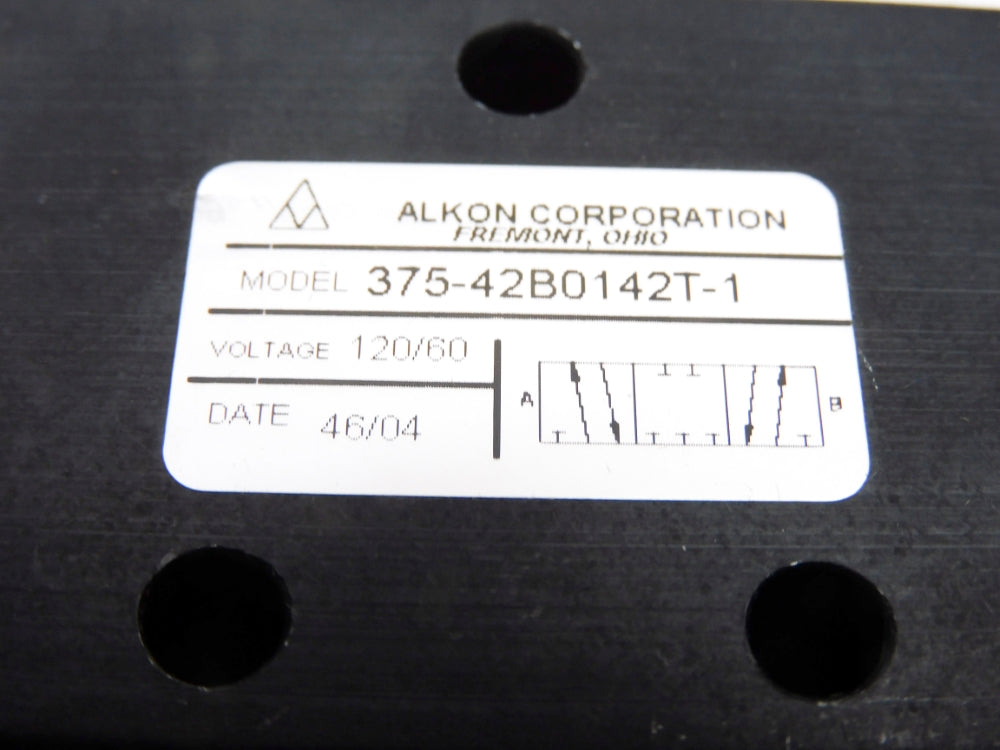 ALKON CORPORATION
FREMONT, OHIO
MODEL 375-42B0142T-1
VOLTAGE 120/60
DATE 46/04
A B